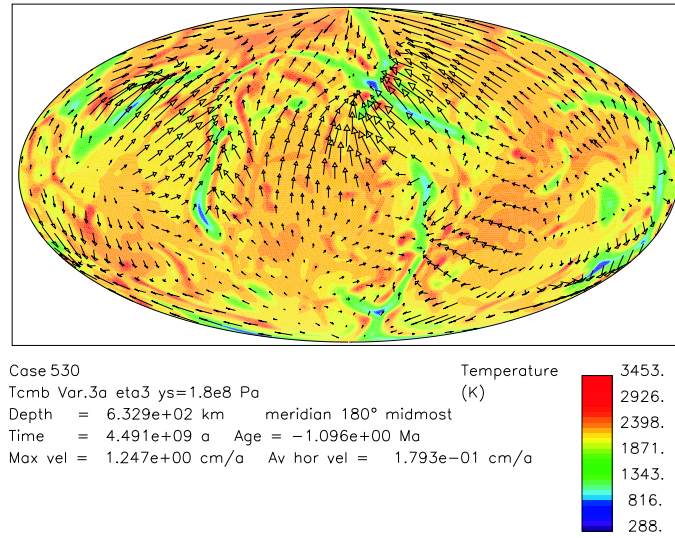 Case 530
Tcmb Var.3a eta3 ys=1.8e8 Pa
Depth = 6.329e+02 km meridian 180° midmost
Time = 4.491e+09 a Age = −1.096e+00 Ma
Max vel = 1.247e+00 cm/a Av hor vel = 1.793e−01 cm/a
Temperature
(K)
3453.
2926.
2398.
1871.
1343.
816.
288.